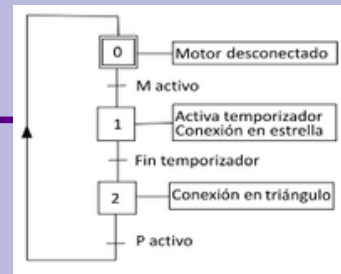 0
Motor desconectado
M activo
1
Activa temporizador
Conexión en estrella
Fin temporizador
2
Conexión en triángulo
P activo